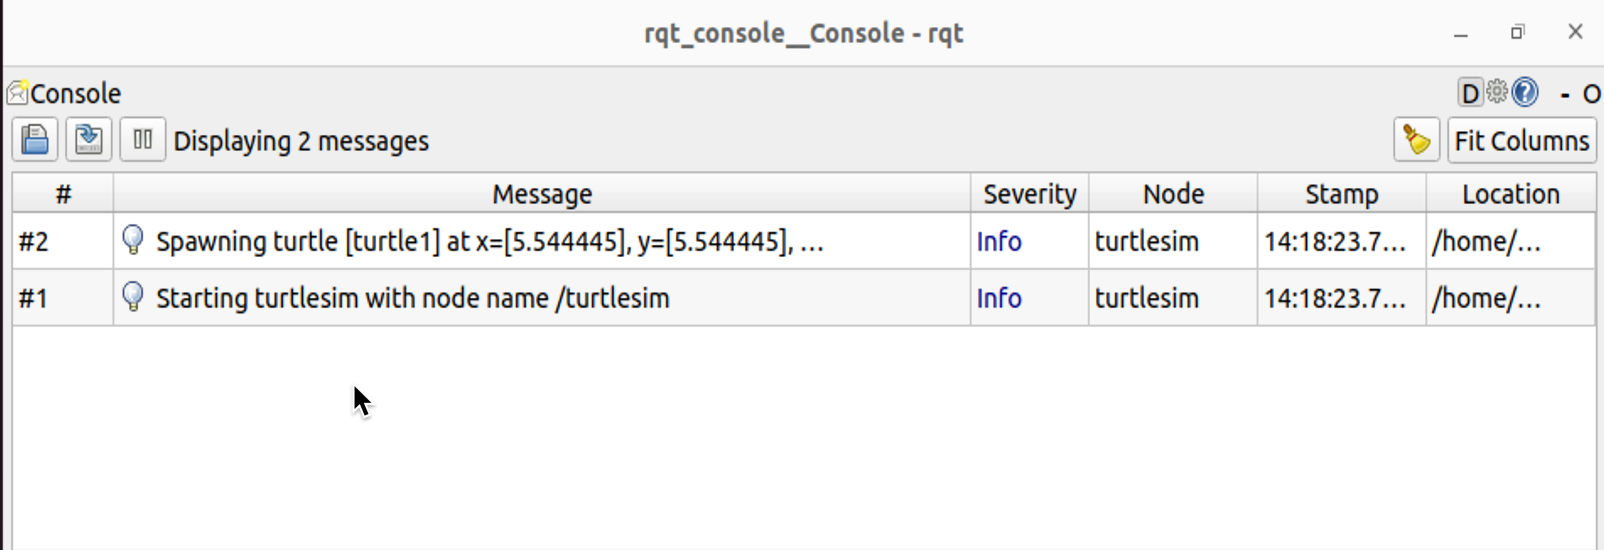 rqt_console__Console - rqt
Console D - O
Displaying 2 messages Fit Columns
# Message Severity Node Stamp Location
#2 Spawning turtle [turtle1] at x=[5.544445], y=[5.544445], ... Info turtlesim 14:18:23.7... /home/...
#1 Starting turtlesim with node name /turtlesim Info turtlesim 14:18:23.7... /home/...